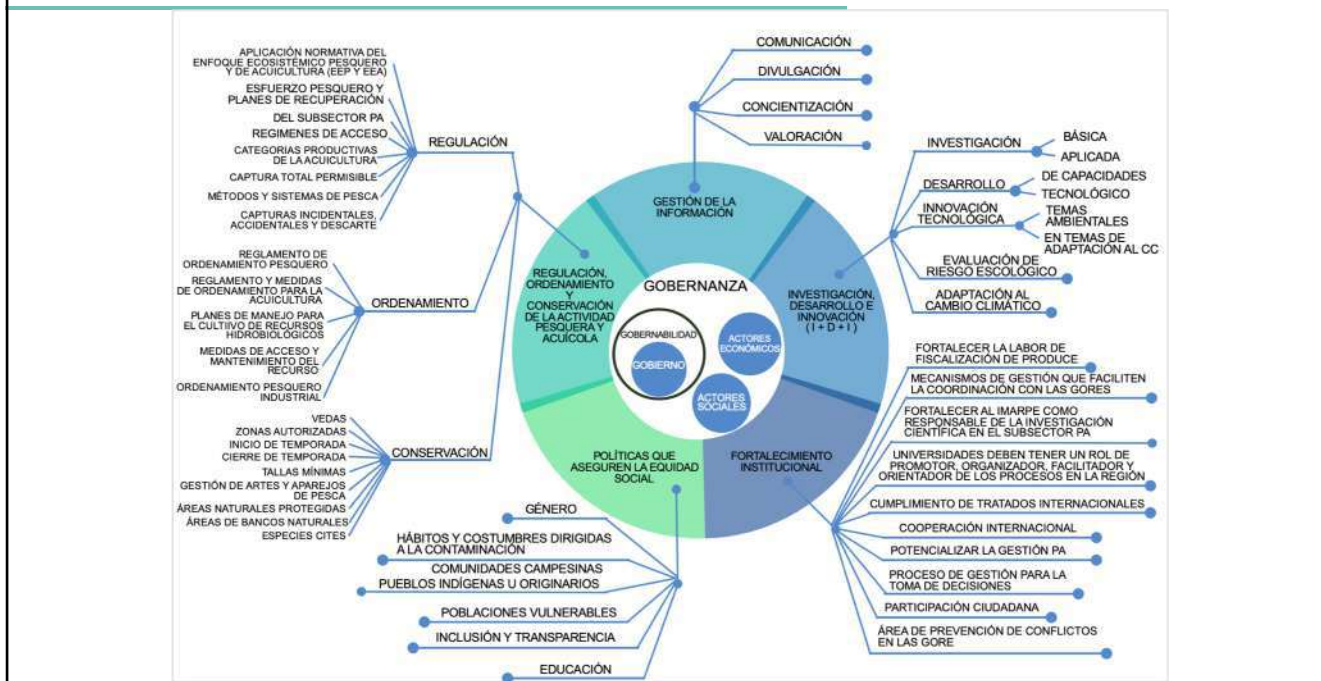 COMUNICACIÓN
DIVULGACIÓN
CONCIENTIZACIÓN
VALORACIÓN
GESTIÓN DE LA
INFORMACIÓN
APLICACIÓN NORMATIVA DEL
ENFOQUE ECOSISTÉMICO PESQUERO
Y DE ACUICULTURA (EEP Y EEA)
ESFUERZO PESQUERO Y
PLANES DE RECUPERACIÓN
DEL SUBSECTOR PA
REGIMENES DE ACCESO
CATEGORIAS PRODUCTIVAS
DE LA ACUICULTURA
CAPTURA TOTAL PERMISIBLE
MÉTODOS Y SISTEMAS DE PESCA
CAPTURAS INCIDENTALES,
ACCIDENTALES Y DESCARTE
REGULACIÓN
REGLAMENTO DE
ORDENAMIENTO PESQUERO
REGLAMENTO Y MEDIDAS
DE ORDENAMIENTO PARA LA
ACUICULTURA
PLANES DE MANEJO PARA
EL CULTIIVO DE RECURSOS
HIDROBIOLÓGICOS
MEDIDAS DE ACCESO Y
MANTENIMIENTO DEL
RECURSO
ORDENAMIENTO PESQUERO
INDUSTRIAL
ORDENAMIENTO
VEDAS
ZONAS AUTORIZADAS
INICIO DE TEMPORADA
CIERRE DE TEMPORADA
TALLAS MÍNIMAS
GESTIÓN DE ARTES Y APAREJOS
DE PESCA
ÁREAS NATURALES PROTEGIDAS
ÁREAS DE BANCOS NATURALES
ESPECIES CITES
CONSERVACIÓN
REGULACIÓN,
ORDENAMIENTO
Y
CONSERVACIÓN
DE LA ACTIVIDAD
PESQUERA Y
ACUÍCOLA
GOBERNANZA
GOBERNABILIDAD
GOBIERNO
ACTORES
ECONÓMICOS
ACTORES
SOCIALES
INVESTIGACIÓN,
DESARROLLO E
INNOVACIÓN
( I + D + I )
INVESTIGACIÓN
BÁSICA
APLICADA
DESARROLLO
DE CAPACIDADES
TECNOLÓGICO
INNOVACIÓN
TECNOLÓGICA
TEMAS
AMBIENTALES
EN TEMAS DE
ADAPTACIÓN AL CC
EVALUACIÓN DE
RIESGO ESCOLÓGICO
ADAPTACIÓN AL
CAMBIO CLIMÁTICO
FORTALECIMIENTO
INSTITUCIONAL
FORTALECER LA LABOR DE
FISCALIZACIÓN DE PRODUCE
MECANISMOS DE GESTIÓN QUE FACILITEN
LA COORDINACIÓN CON LAS GORES
FORTALECER AL IMARPE COMO
RESPONSABLE DE LA INVESTIGACIÓN
CIENTÍFICA EN EL SUBSECTOR PA
UNIVERSIDADES DEBEN TENER UN ROL DE
PROMOTOR, ORGANIZADOR, FACILITADOR Y
ORIENTADOR DE LOS PROCESOS EN LA REGIÓN
CUMPLIMIENTO DE TRATADOS INTERNACIONALES
COOPERACIÓN INTERNACIONAL
POTENCIALIZAR LA GESTIÓN PA
PROCESO DE GESTIÓN PARA LA
TOMA DE DECISIONES
PARTICIPACIÓN CIUDADANA
ÁREA DE PREVENCIÓN DE CONFLICTOS
EN LAS GORE
POLÍTICAS QUE
ASEGUREN LA EQUIDAD
SOCIAL
GÉNERO
HÁBITOS Y COSTUMBRES DIRIGIDAS
A LA CONTAMINACIÓN
COMUNIDADES CAMPESINAS
PUEBLOS INDÍGENAS U ORIGINARIOS
POBLACIONES VULNERABLES
INCLUSIÓN Y TRANSPARENCIA
EDUCACIÓN